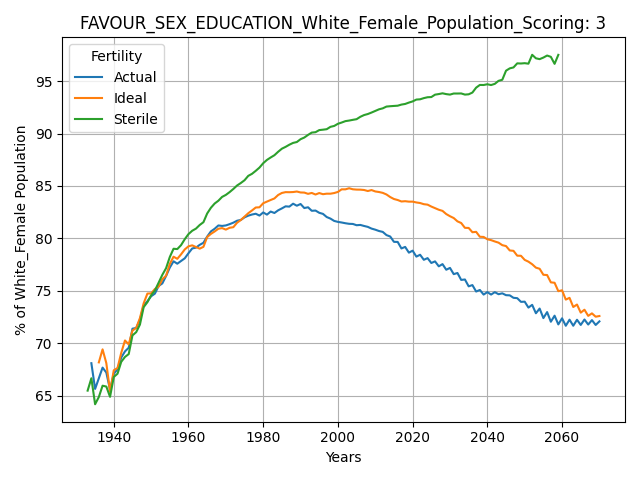 FAVOUR_SEX_EDUCATION_White_Female_Population_Scoring: 3
Fertility
Actual
Ideal
Sterile
% of White_Female Population
95
90
85
80
75
70
65
1940
1960
1980
2000
2020
2040
2060
Years